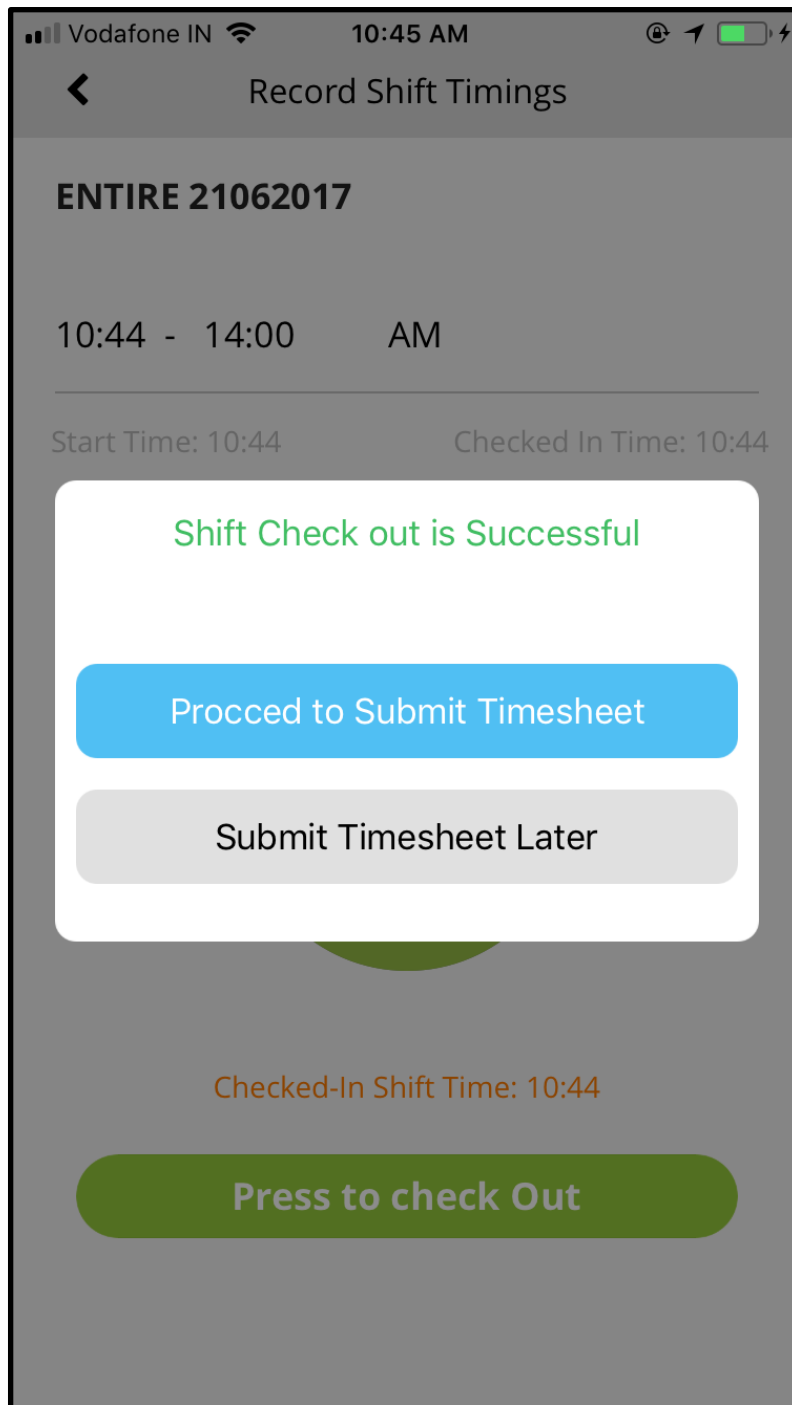 Vodafone IN 10:45 AM
Record Shift Timings
ENTIRE 21062017
10:44 - 14:00 AM
Start Time: 10:44 Checked In Time: 10:44
Shift Check out is Successful
Procced to Submit Timesheet
Submit Timesheet Later
Checked-In Shift Time: 10:44
Press to check Out